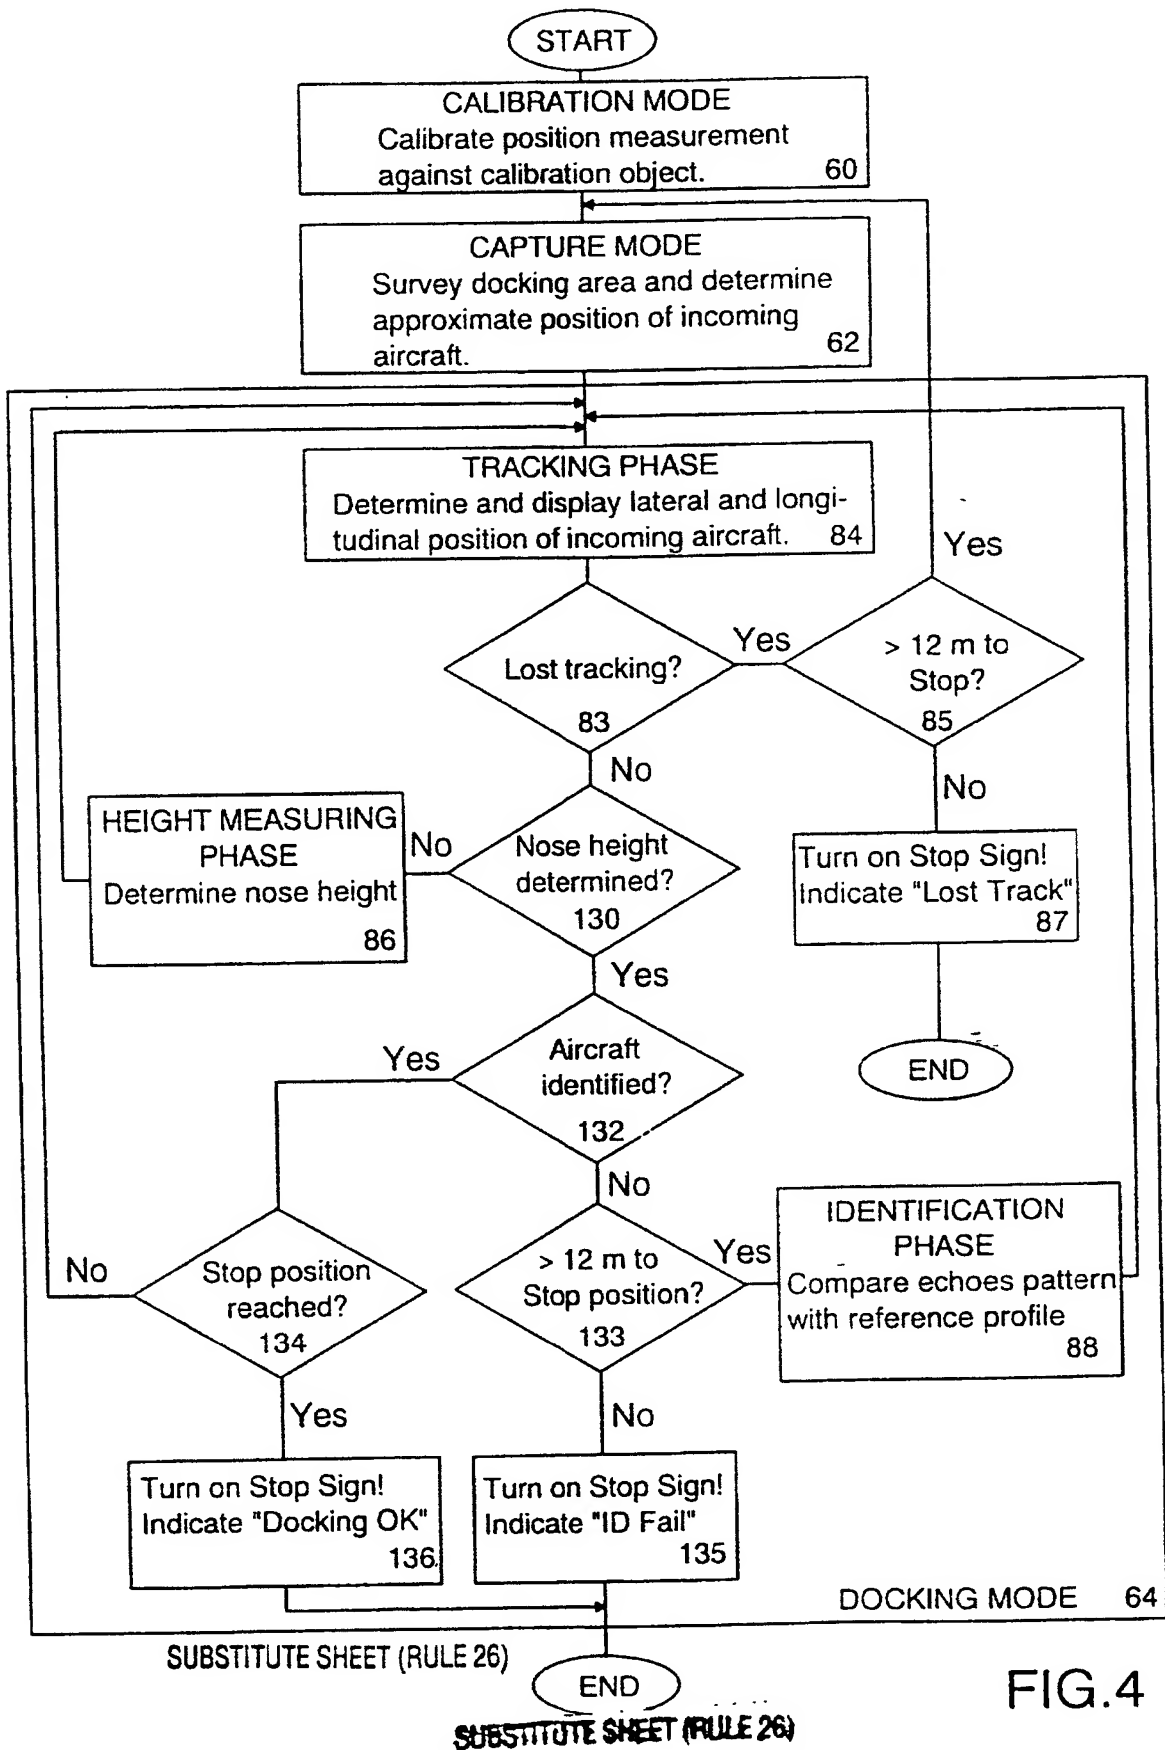 START
CALIBRATION MODE
Calibrate position measurement
against calibration object.
60
CAPTURE MODE
Survey docking area and determine
approximate position of incoming
aircraft.
62
TRACKING PHASE
Determine and display lateral and longi-
tudinal position of incoming aircraft.
84
Yes
Lost tracking?
83
Yes
> 12 m to
Stop?
85
No
No
HEIGHT MEASURING
PHASE
Determine nose height
86
No
Nose height
determined?
130
Turn on Stop Sign!
Indicate "Lost Track"
87
Yes
Yes
Aircraft
identified?
132
END
No
No
Stop position
reached?
134
> 12 m to
Stop position?
133
Yes
IDENTIFICATION
PHASE
Compare echoes pattern
with reference profile
88
Yes
No
Turn on Stop Sign!
Indicate "Docking OK"
136
Turn on Stop Sign!
Indicate "ID Fail"
135
DOCKING MODE 64
SUBSTITUTE SHEET (RULE 26)
END
FIG.4
SUBSTITUTE SHEET (RULE 26)